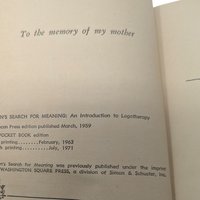 To the memory of my mother
N'S SEARCH FOR MEANING: An Introduction to Logotherapy
on Press edition published March, 1959
POCKET BOOK edition
printing..................February, 1963
h printing..................July, 1971
n's Search for Meaning was previously published under the imprint
WASHINGTON SQUARE PRESS, a division of Simon & Schuster, Inc.